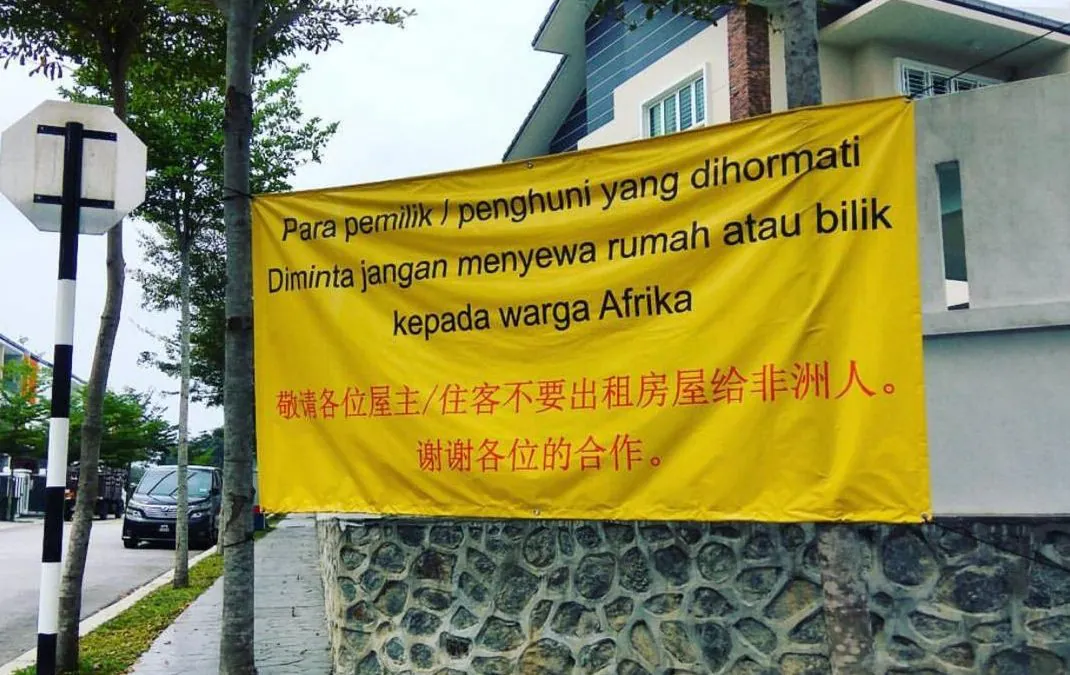 Para pemilik / penghuni yang dihormati
Diminta jangan menyewa rumah atau bilik
kepada warga Afrika
敬请各位屋主/住客不要出租房屋给非洲人。
谢谢各位的合作。